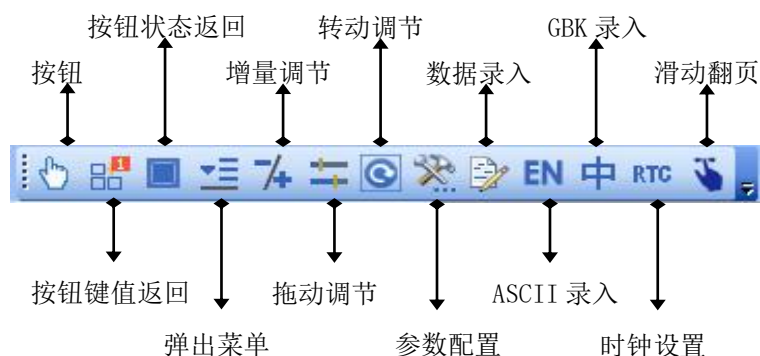 按钮状态返回 转动调节 GBK 录入
按钮 增量调节 数据录入 滑动翻页
1 EN 中 RTC
按钮键值返回 拖动调节 ASCII 录入
弹出菜单 参数配置 时钟设置